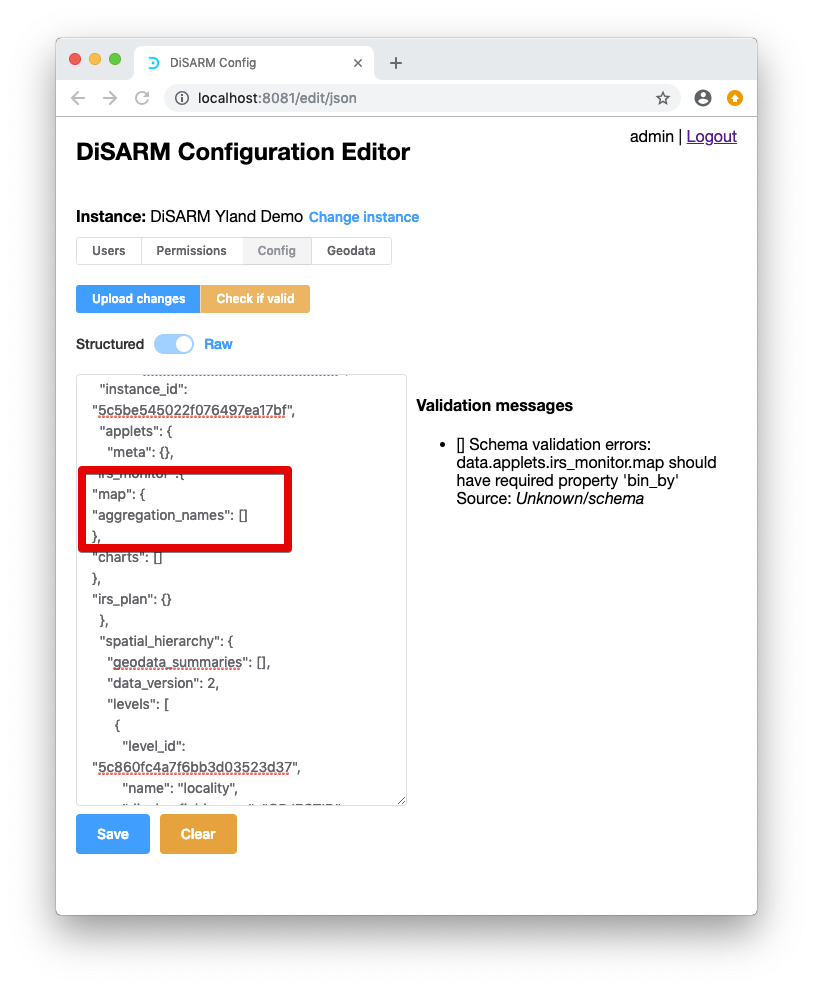 DiSARM Config
localhost:8081/edit/json
admin | Logout
DiSARM Configuration Editor
Instance: DiSARM Yland Demo Change instance
Users Permissions Config Geodata
Upload changes Check if valid
Structured Raw
"instance_id":
"5c5be545022f076497ea17bf",
"applets": {
"meta": {},
"irs_monitor":{
"map": {
"aggregation_names": []
},
"charts": []
},
"irs_plan": {}
},
"spatial_hierarchy": {
"geodata_summaries": [],
"data_version": 2,
"levels": [
{
"level_id":
"5c860fc4a7f6bb3d03523d37",
"name": "locality",
Validation messages
• [] Schema validation errors:
data.applets.irs_monitor.map should
have required property 'bin_by'
Source: Unknown/schema
Save Clear